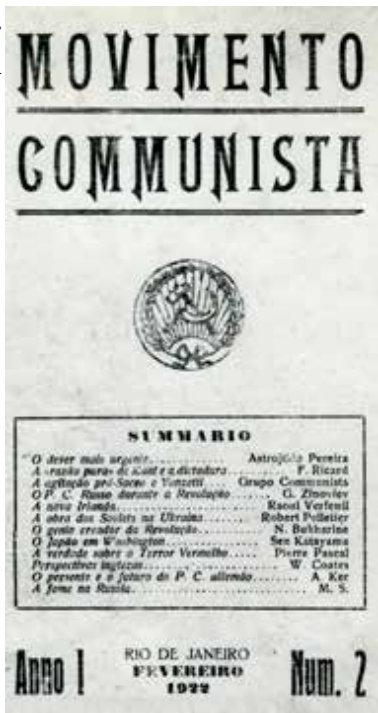 MOVIMENTO
COMMUNISTA
SUMMARIO
O dever mais urgente........... Astrojildo Pereira
A «razão pura» de Kant e a dictadura........ F. Ricard
A agitação pró-Sacco e Vanzetti.... Grupo Communista
O P. C. Russo durante a Revolução....... G. Zinoviev
A nova Irlanda.................. Raoul Verfeuil
A obra dos Soviets na Ukraina........ Robert Pelletier
O genio creador da Revolução....... N. Bukharine
O Japão em Washington............ Sen Katayama
A verdade sobre o Terror Vermelho..... Pierre Pascal
Perspectivas inglezas............... W. Coates
O presente e o futuro do P. C. allemão........ A. Ker
A fome na Russia........................ M. S.
Anno I
RIO DE JANEIRO
FEVEREIRO
1922
Num. 2